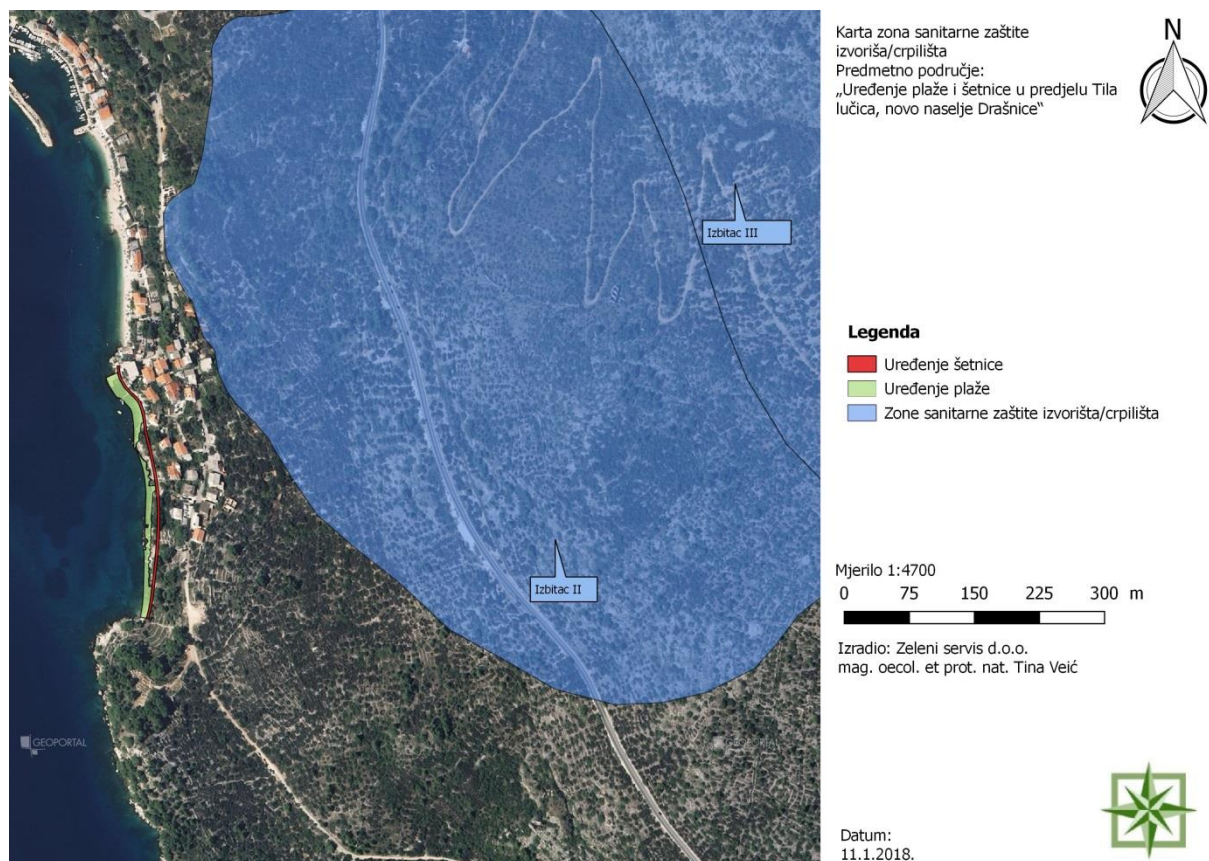 Karta zona sanitarne zaštite
izvoriša/crpilišta
Predmetno područje:
„Uređenje plaže i šetnice u predjelu Tila
lučica, novo naselje Drašnice“
N
Izbitac III
Izbitac II
Legenda
Uređenje šetnice
Uređenje plaže
Zone sanitarne zaštite izvorišta/crpilišta
Mjerilo 1:4700
0 75 150 225 300 m
Izradio: Zeleni servis d.o.o.
mag. oecol. et prot. nat. Tina Veić
GEOPORTAL
GEOPORTAL
Datum:
11.1.2018.